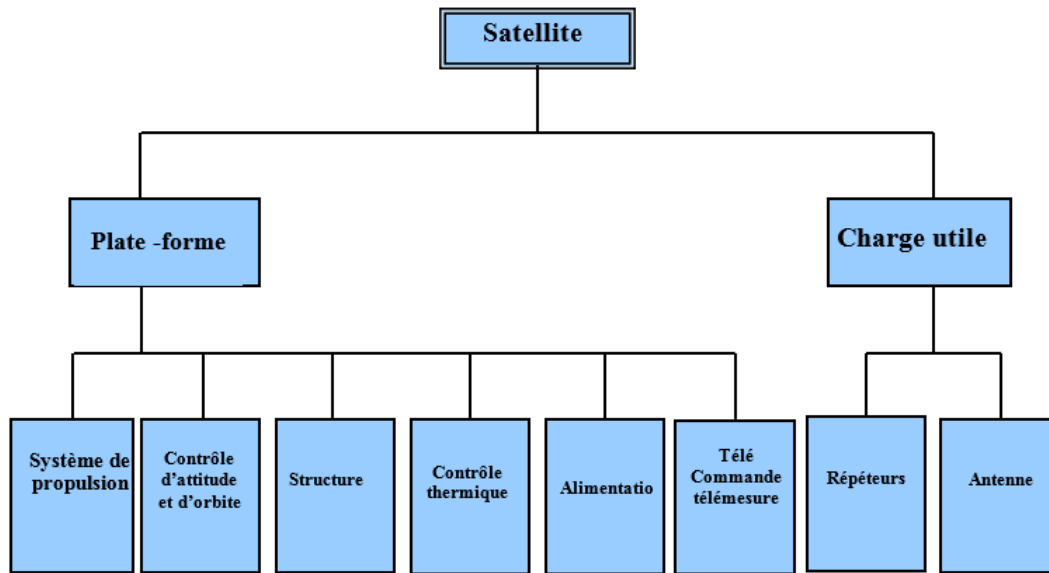 Satellite
Plate -forme
Charge utile
Système de
propulsion
Contrôle
d'attitude
et d'orbite
Structure
Contrôle
thermique
Alimentatio
Télé
Commande
télémesure
Répéteurs
Antenne